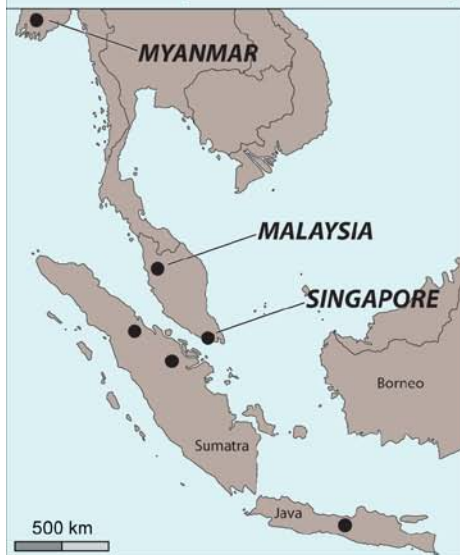 MYANMAR
MALAYSIA
SINGAPORE
Borneo
Sumatra
Java
500 km